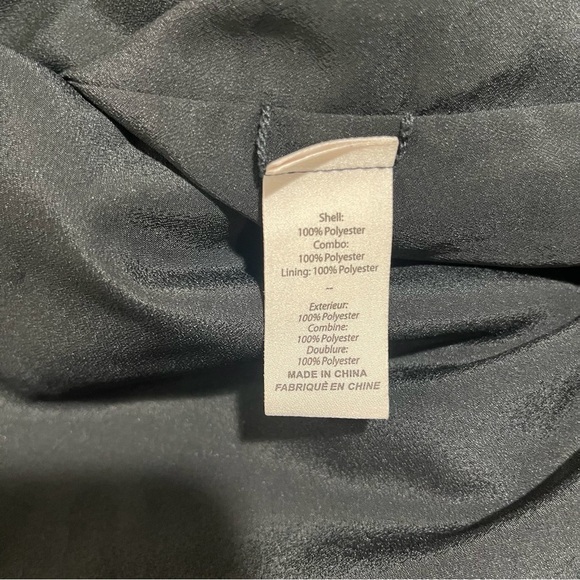 Shell:
100% Polyester
Combo:
100% Polyester
Lining: 100% Polyester
--
Exterieur:
100% Polyester
Combine:
100% Polyester
Doublure:
100% Polyester
MADE IN CHINA
FABRIQUÉ EN CHINE